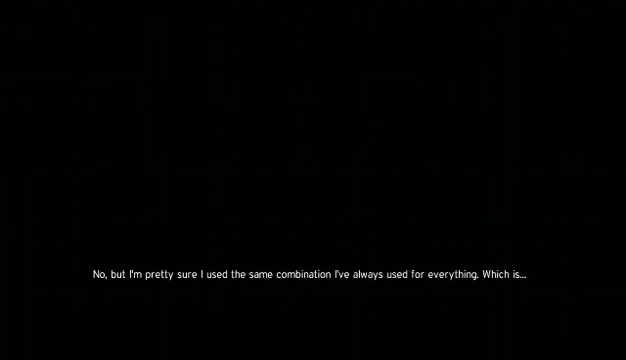 No, but I'm pretty sure I used the same combination I've always used for everything. Which is...